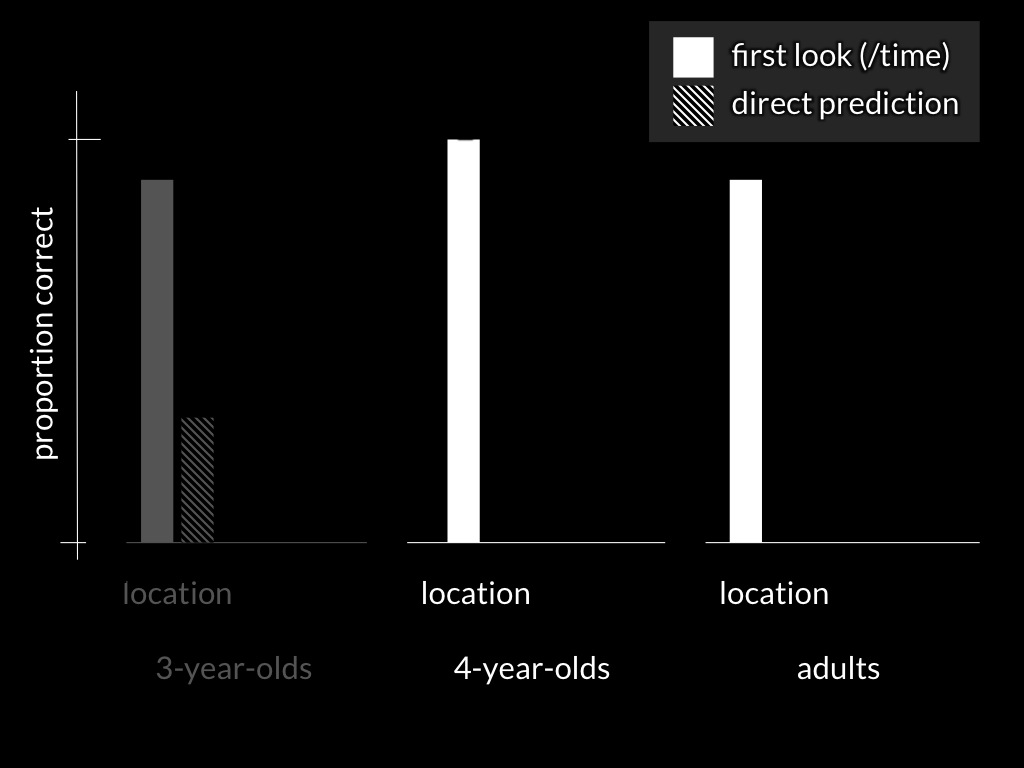 first look (/time)
direct prediction
proportion correct
location
location
location
3-year-olds
4-year-olds
adults